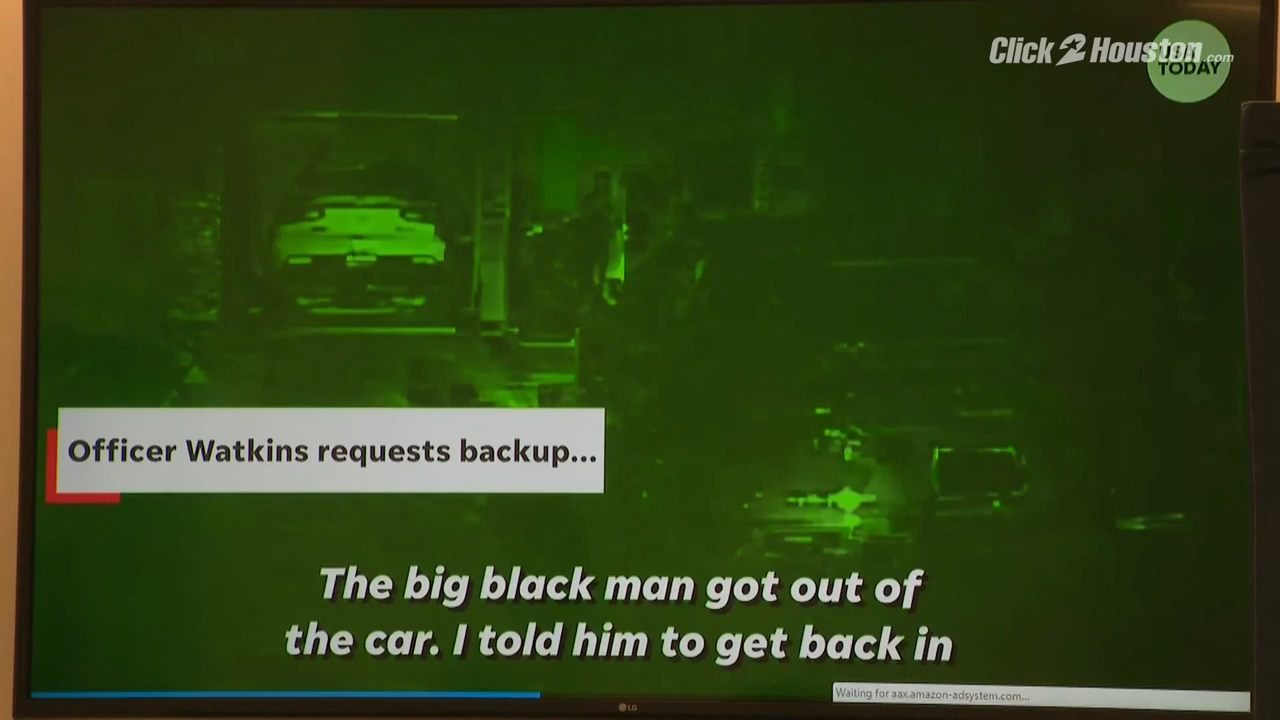 Click2Houston.com
TODAY
Officer Watkins requests backup...
The big black man got out of
the car. I told him to get back in
Waiting for aax.amazon-adsystem.com...
LG